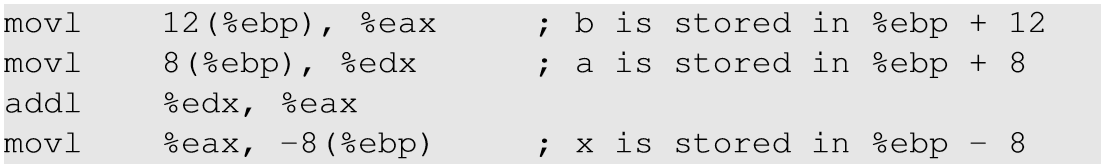 movl 12(%ebp), %eax ; b is stored in %ebp + 12
movl 8(%ebp), %edx ; a is stored in %ebp + 8
addl %edx, %eax
movl %eax, -8(%ebp) ; x is stored in %ebp - 8